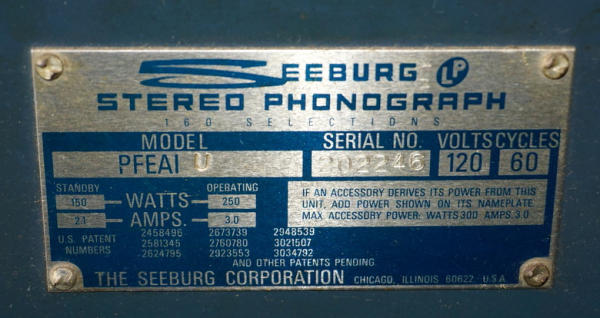 SEEBURG LP
STEREO PHONOGRAPH
160 SELECTIONS
MODEL SERIAL NO. VOLTS CYCLES
PFEAI U 202246 120 60
STANDBY OPERATING
150 WATTS 250
2.1 AMPS. 3.0
IF AN ACCESSORY DERIVES ITS POWER FROM THIS
UNIT, ADD POWER SHOWN ON ITS NAMEPLATE.
MAX ACCESSORY POWER: WATTS 300 AMPS. 3.0
U.S. PATENT
NUMBERS
2458496 2673739 2948539
2581345 2760780 3021507
2624795 2923553 3034792
AND OTHER PATENTS PENDING
THE SEEBURG CORPORATION CHICAGO, ILLINOIS 60622 U.S.A